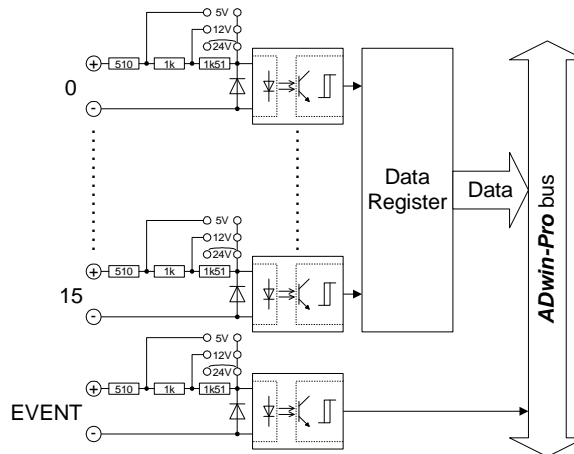 5V
12V
24V
+ 510 1k 1k51
0
-
Data Register
Data
ADwin-Pro bus
5V
12V
24V
+ 510 1k 1k51
15
-
5V
12V
24V
+ 510 1k 1k51
EVENT
-